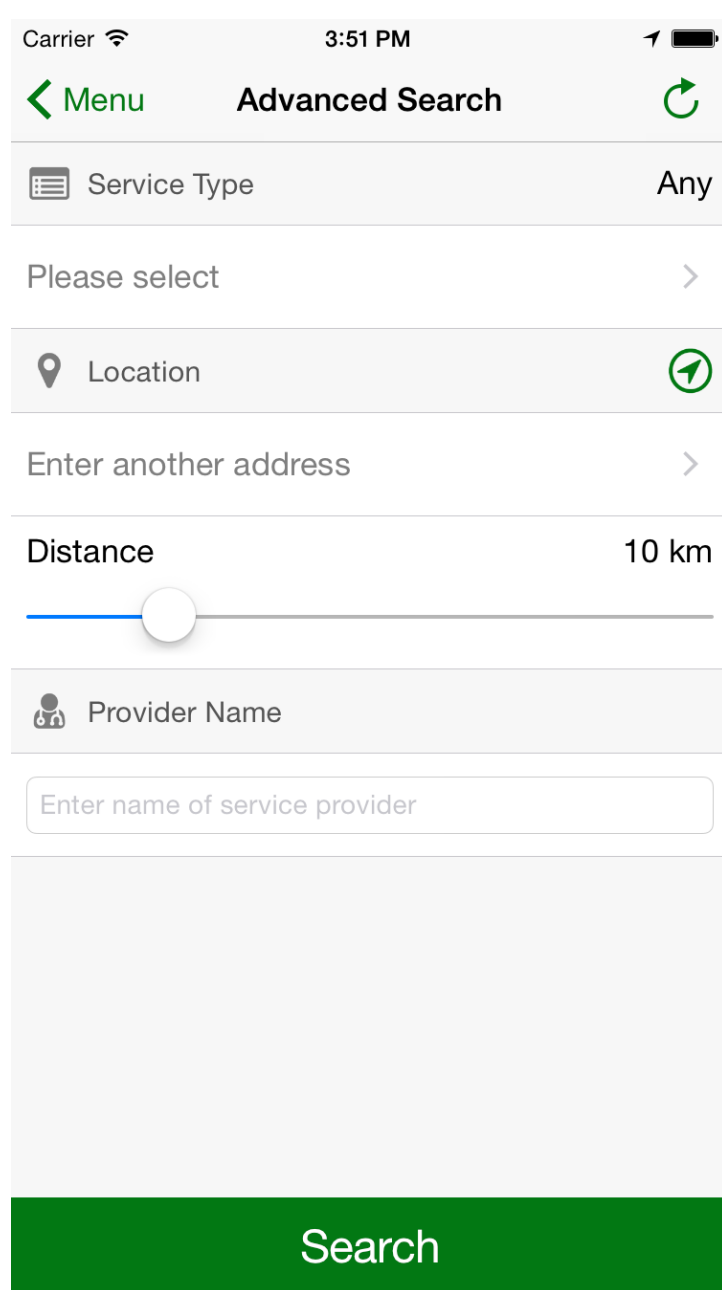 Carrier 3:51 PM
Menu Advanced Search
Service Type Any
Please select
Location
Enter another address
Distance 10 km
Provider Name
Enter name of service provider
Search